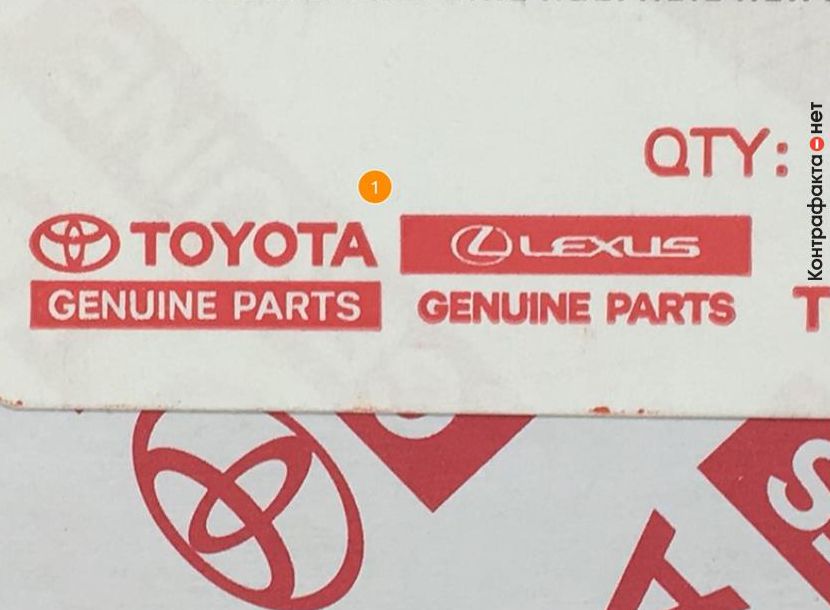 QTY:
Контрафакта нет
1
TOYOTA
GENUINE PARTS
LEXUS
GENUINE PARTS
T